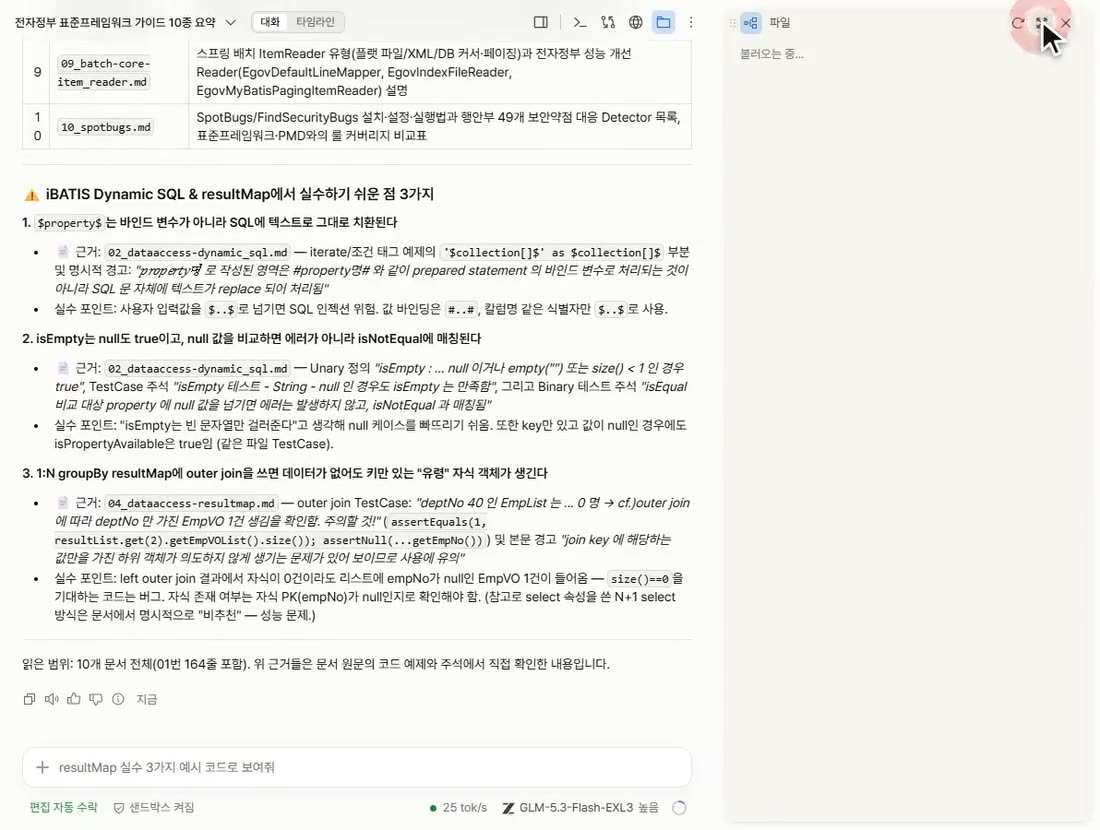 전자정부 표준프레임워크 가이드 10종 요약 대화 타임라인
파일
불러오는 중...
9 09_batch-core-item_reader.md 스프링 배치 ItemReader 유형(플랫 파일/XML/DB 커서·페이징)과 전자정부 성능 개선
Reader(EgovDefaultLineMapper, EgovIndexFileReader,
EgovMyBatisPagingItemReader) 설명
10 10_spotbugs.md SpotBugs/FindSecurityBugs 설치·설정·실행법과 행안부 49개 보안약점 대응 Detector 목록,
표준프레임워크·PMD와의 룰 커버리지 비교표
⚠️ iBATIS Dynamic SQL & resultMap에서 실수하기 쉬운 점 3가지
1. $property$는 바인드 변수가 아니라 SQL에 텍스트로 그대로 치환된다
• 근거: 02_dataaccess-dynamic_sql.md — iterate/조건 태그 예제의 '$collection[]$' as $collection[]$ 부분
및 명시적 경고: "property명 로 작성된 영역은 #property명# 와 같이 prepared statement 의 바인드 변수로 처리되는 것이
아니라 SQL 문 자체에 텍스트가 replace 되어 처리됨"
• 실수 포인트: 사용자 입력값을 $..$로 넘기면 SQL 인젝션 위험. 값 바인딩은 #..#, 칼럼명 같은 식별자만 $..$로 사용.
2. isEmpty는 null도 true이고, null 값을 비교하면 에러가 아니라 isNotEqual에 매칭된다
• 근거: 02_dataaccess-dynamic_sql.md — Unary 정의 "isEmpty : … null 이거나 empty("") 또는 size() < 1 인 경우
true", TestCase 주석 "isEmpty 테스트 - String - null 인 경우도 isEmpty 는 만족함", 그리고 Binary 테스트 주석 "isEqual
비교 대상 property 에 null 값을 넘기면 에러는 발생하지 않고, isNotEqual 과 매칭됨"
• 실수 포인트: "isEmpty는 빈 문자열만 걸러준다"고 생각해 null 케이스를 빠뜨리기 쉬움. 또한 key만 있고 값이 null인 경우에도
isPropertyAvailable은 true임 (같은 파일 TestCase).
3. 1:N groupBy resultMap에 outer join을 쓰면 데이터가 없어도 키만 있는 "유령" 자식 객체가 생긴다
• 근거: 04_dataaccess-resultmap.md — outer join TestCase: "deptNo 40 인 EmpList 는 … 0 명 → cf.)outer join
에 따라 deptNo 만 가진 EmpVO 1건 생김을 확인함. 주의할 것!" (assertEquals(1,
resultList.get(2).getEmpVOList().size()); assertNull(...getEmpNo())) 및 본문 경고 "join key 에 해당하는
값만을 가진 하위 객체가 의도하지 않게 생기는 문제가 있어 보이므로 사용에 유의"
• 실수 포인트: left outer join 결과에서 자식이 0건이라도 리스트에 empNo가 null인 EmpVO 1건이 들어옴 — size()==0을
기대하는 코드는 버그. 자식 존재 여부는 자식 PK(empNo)가 null인지로 확인해야 함. (참고로 select 속성을 쓴 N+1 select
방식은 문서에서 명시적으로 "비추천" — 성능 문제.)
읽은 범위: 10개 문서 전체(01번 164줄 포함). 위 근거들은 문서 원문의 코드 예제와 주석에서 직접 확인한 내용입니다.
지금
resultMap 실수 3가지 예시 코드로 보여줘
편집 자동 수락 샌드박스 켜짐 25 tok/s GLM-5.3-Flash-EXL3 높음